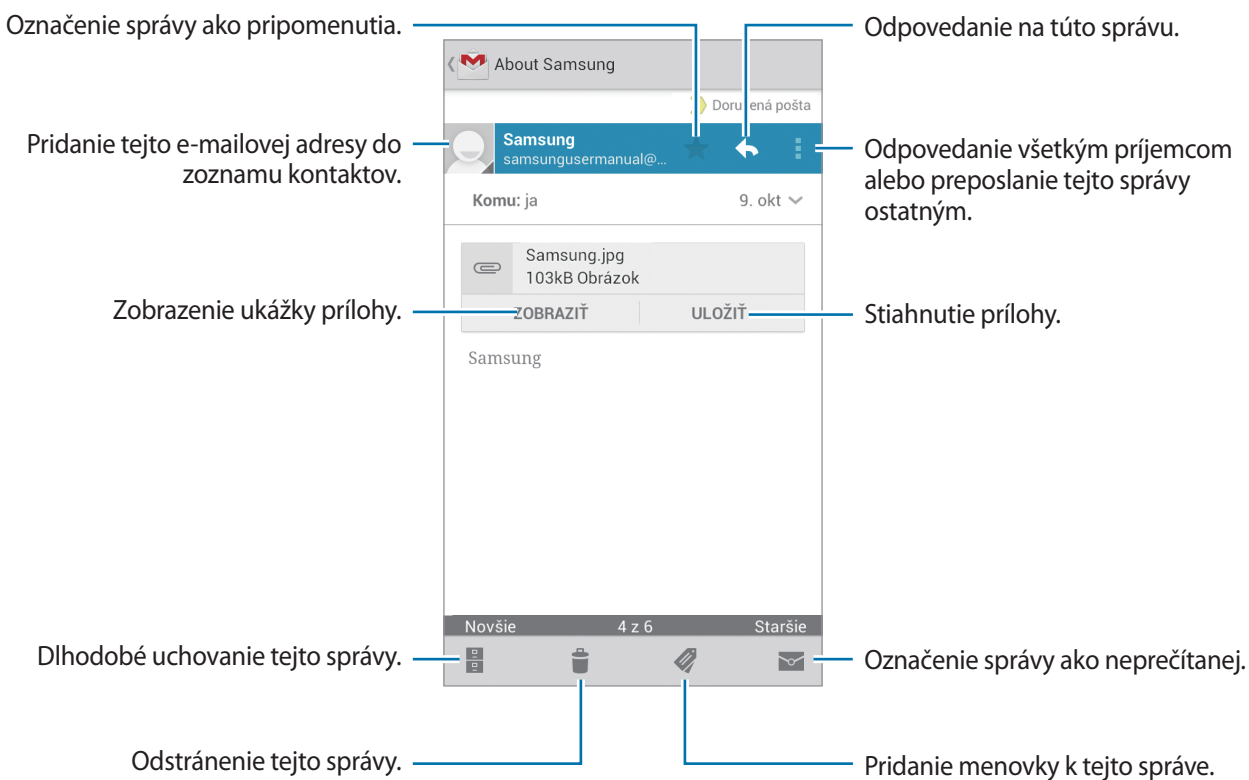 Označenie správy ako pripomenutia.
Odpovedanie na túto správu.
About Samsung
Doručená pošta
Pridanie tejto e-mailovej adresy do
zoznamu kontaktov.
Samsung
samsungusermanual@...
Odpovedanie všetkým príjemcom
alebo preposlanie tejto správy
ostatným.
Komu: ja
9. okt
Samsung.jpg
103kB Obrázok
Zobrazenie ukážky prílohy.
ZOBRAZIŤ
ULOŽIŤ
Stiahnutie prílohy.
Samsung
Novšie
4 z 6
Staršie
Dlhodobé uchovanie tejto správy.
Označenie správy ako neprečítanej.
Odstránenie tejto správy.
Pridanie menovky k tejto správe.